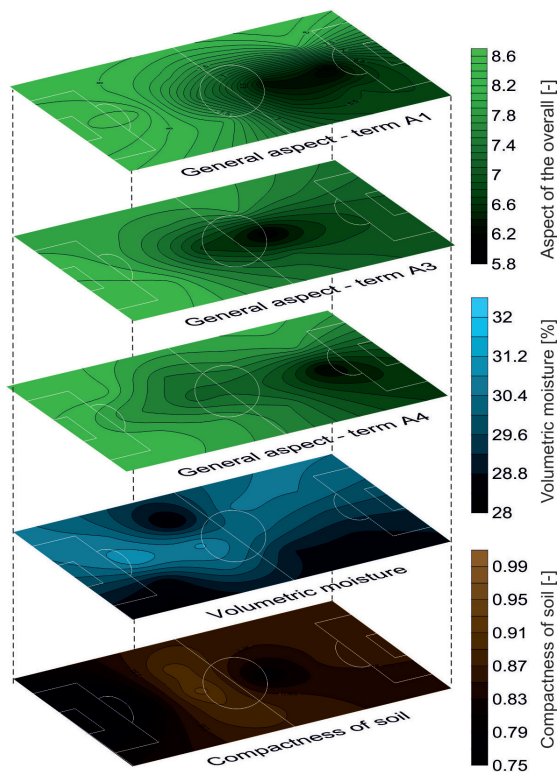 8.6
8.2
7.8
7.4
7
6.6
6.2
5.8
Aspect of the overall [-]
General aspect - term A1
General aspect - term A3
General aspect - term A4
32
31.2
30.4
29.6
28.8
28
Volumetric moisture [%]
Volumetric moisture
0.99
0.95
0.91
0.87
0.83
0.79
0.75
Compactness of soil [-]
Compactness of soil